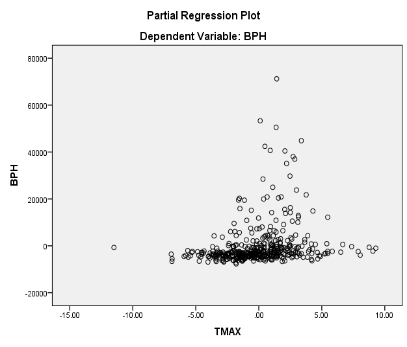 Partial Regression Plot
Dependent Variable: BPH
80000
60000
40000
20000
0
-20000
BPH
-15.00 -10.00 -5.00 .00 5.00 10.00
TMAX